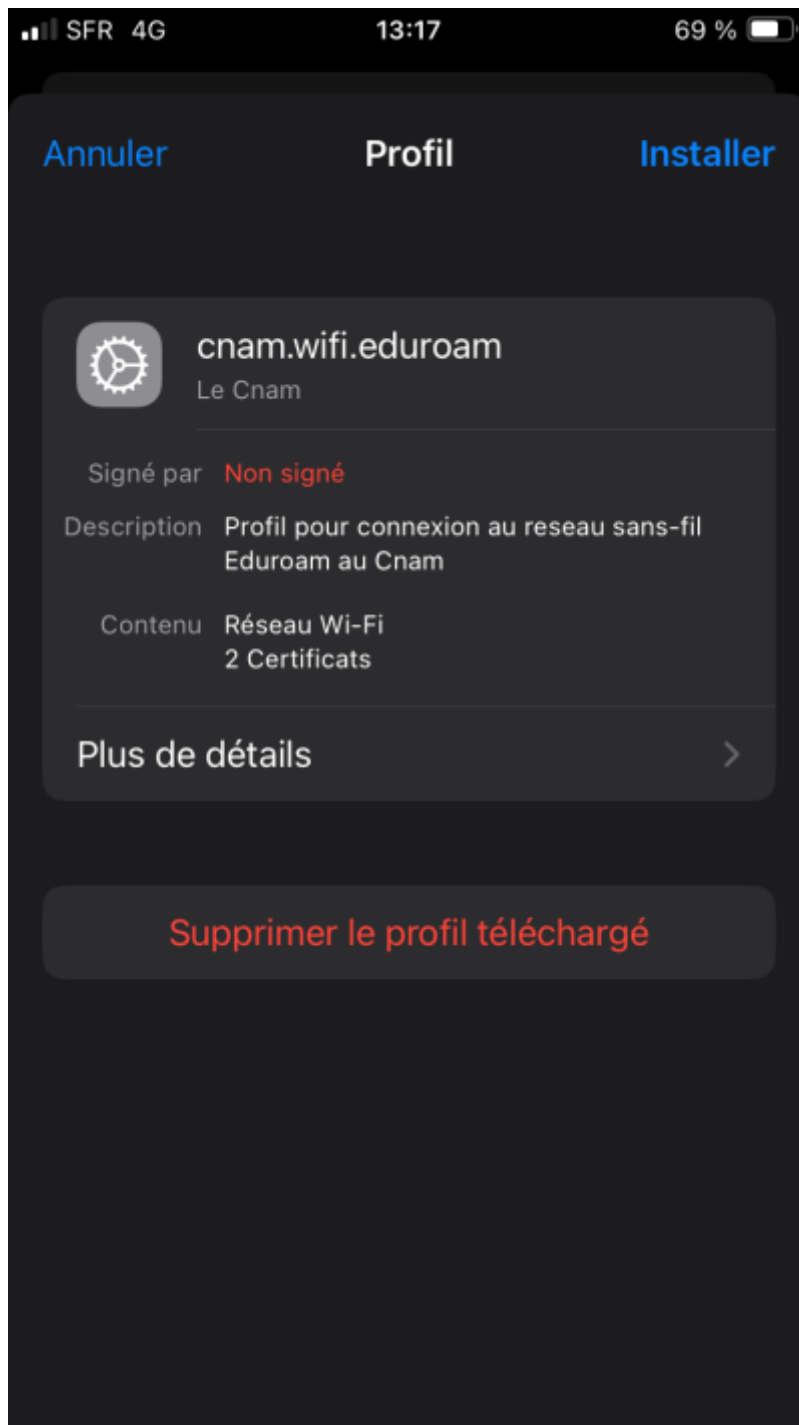 SFR 4G 13:17 69 %
Annuler Profil Installer
cnam.wifi.eduroam
Le Cnam
Signé par Non signé
Description Profil pour connexion au reseau sans-fil
Eduroam au Cnam
Contenu Réseau Wi-Fi
2 Certificats
Plus de détails
Supprimer le profil téléchargé